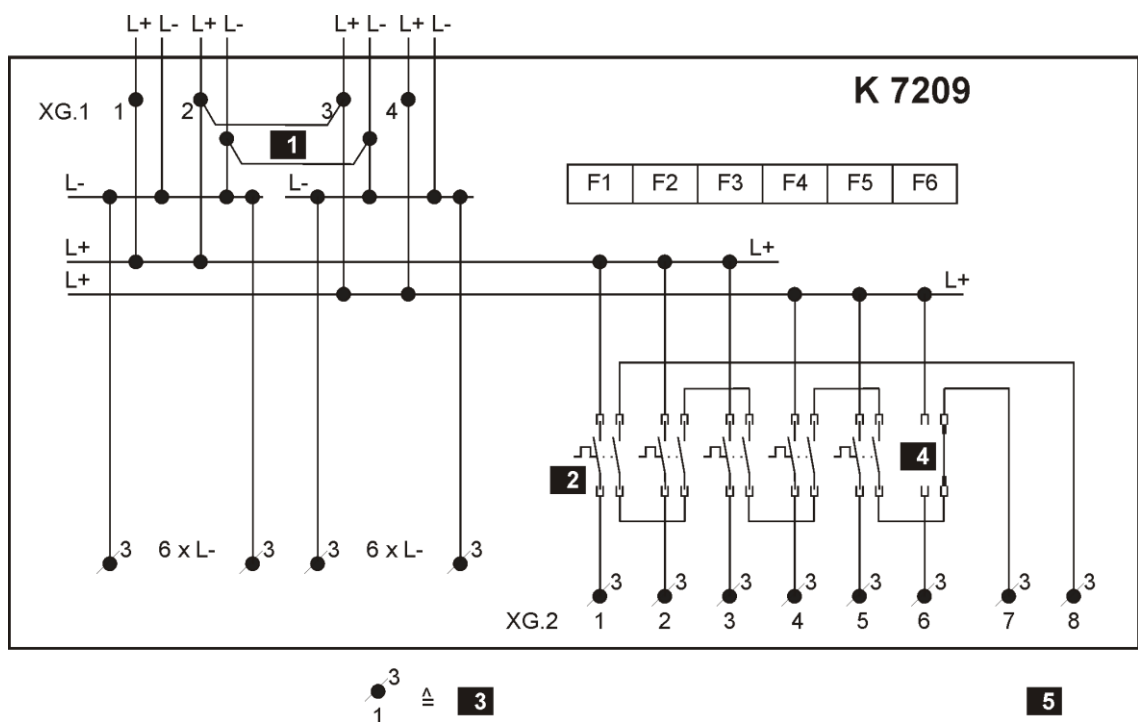 L+ L- L+ L- L+ L- L+ L-
K 7209
XG.1 1 2 3 4
1
L- L-
F1 F2 F3 F4 F5 F6
L+ L+
L+ L+
2 4
3 6 x L- 3 3 6 x L- 3
3 3 3 3 3 3 3 3
XG.2 1 2 3 4 5 6 7 8
3
1 ≙ 3 5